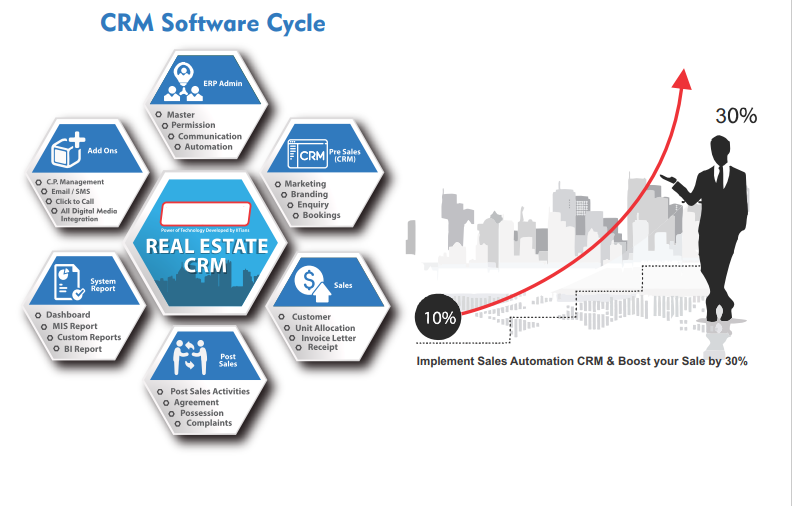 CRM Software Cycle
ERP Admin
Master
Permission
Communication
Automation
Add Ons
C.P. Management
Email / SMS
Click to Call
All Digital Media
Integration
CRM
Pre Sales
(CRM)
Marketing
Branding
Enquiry
Bookings
Power of Technology Developed by IITians
REAL ESTATE
CRM
System
Report
Dashboard
MIS Report
Custom Reports
BI Report
$
Sales
Customer
Unit Allocation
Invoice Letter
Receipt
Post
Sales
Post Sales Activities
Agreement
Possession
Complaints
30%
10%
Implement Sales Automation CRM & Boost your Sale by 30%